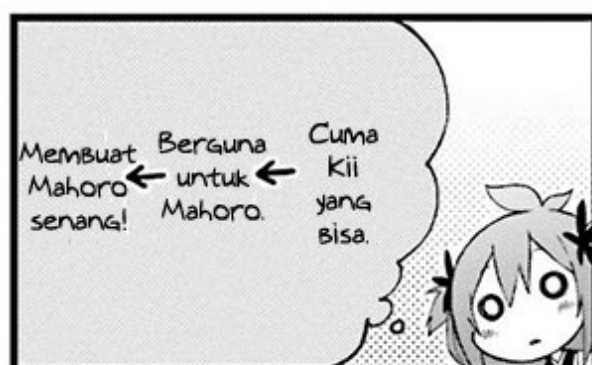 Cuma
Kii
yang
Bisa.
Berguna
untuk
Mahoro.
Membuat
Mahoro
senang!